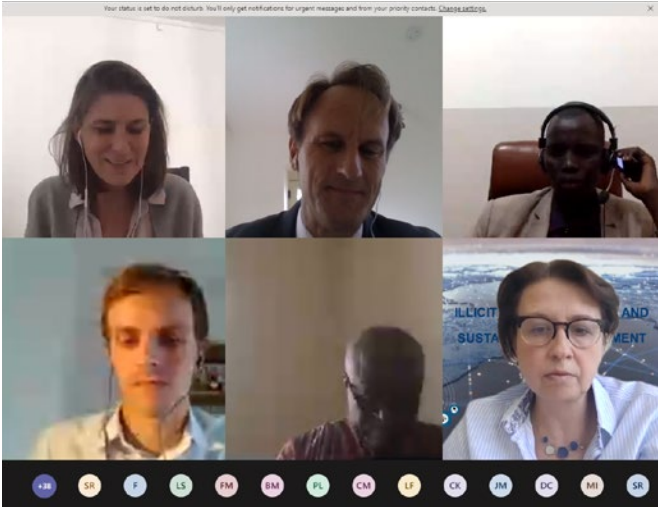 Your status is set to do not disturb. You'll only get notifications for urgent messages and from your priority contacts. Change settings.
ILLICIT AND
SUSTA MENT
+38 SR F LS FM BM PL CM LF CK JM DC MI SR